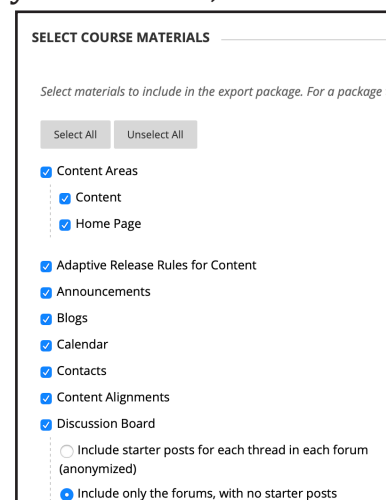 SELECT COURSE MATERIALS
Select materials to include in the export package. For a package
Select All
Unselect All
Content Areas
Content
Home Page
Adaptive Release Rules for Content
Announcements
Blogs
Calendar
Contacts
Content Alignments
Discussion Board
Include starter posts for each thread in each forum
(anonymized)
Include only the forums, with no starter posts